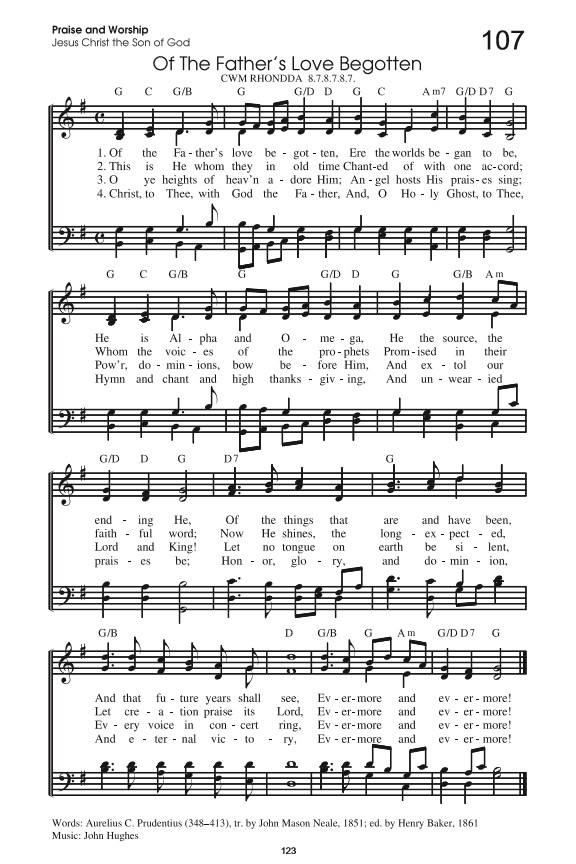 Praise and Worship
Jesus Christ the Son of God
107
Of The Father's Love Begotten
CWM RHONDDA 8.7.8.7.8.7.
G C G/B G G/D D G C A m7 G/D D 7 G
1. Of the Fa - ther's love be - got - ten, Ere the worlds be - gan to be,
2. This is He whom they in old time Chant - ed of with one ac - cord;
3. O ye heights of heav'n a - dore Him; An - gel hosts His prais - es sing;
4. Christ, to Thee, with God the Fa - ther, And, O Ho - ly Ghost, to Thee,
G C G/B G G/D D G G/B A m
He is Al - pha and O - me - ga, He the source, the
Whom the voic - es of the pro - phets Prom - ised in their
Pow'r, do - min - ions, bow be - fore Him, And ex - tol our
Hymn and chant and high thanks - giv - ing, And un - wear - ied
G/D D G D 7 G
end - ing He, Of the things that are and have been,
faith - ful word; Now He shines, the long - ex - pect - ed,
Lord and King! Let no tongue on earth be si - lent,
prais - es be; Hon - or, glo - ry, and do - min - ion,
G/B D G/B G A m G/D D 7 G
And that fu - ture years shall see, Ev - er - more and ev - er - more!
Let cre - a - tion praise its Lord, Ev - er - more and ev - er - more!
Ev - ery voice in con - cert ring, Ev - er - more and ev - er - more!
And e - ter - nal vic - to - ry, Ev - er - more and ev - er - more!
Words: Aurelius C. Prudentius (348–413), tr. by John Mason Neale, 1851; ed. by Henry Baker, 1861
Music: John Hughes
123